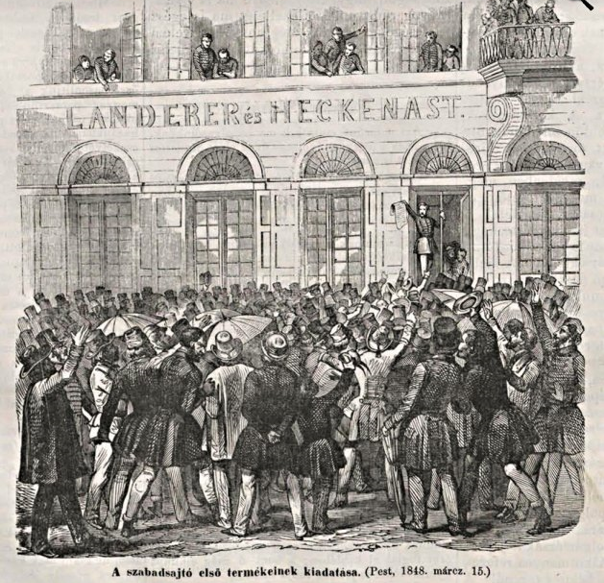 LANDERER és HECKENAST.
A szabadsajtó első termékeinek kiadatása. (Pest, 1848. márcz. 15.)